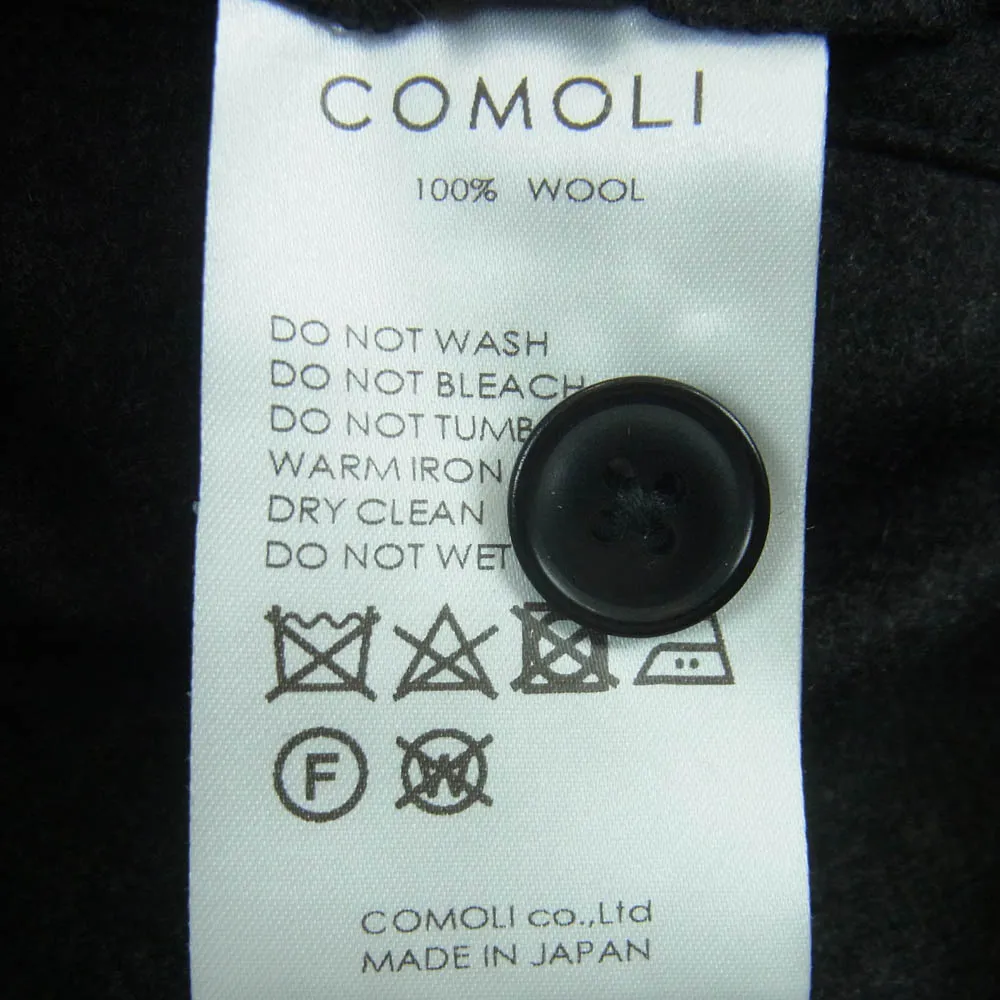 COMOLI
100% WOOL
DO NOT WASH
DO NOT BLEACH
DO NOT TUMB
WARM IRON
DRY CLEAN
DO NOT WET
F
W
COMOLI co.,Ltd
MADE IN JAPAN